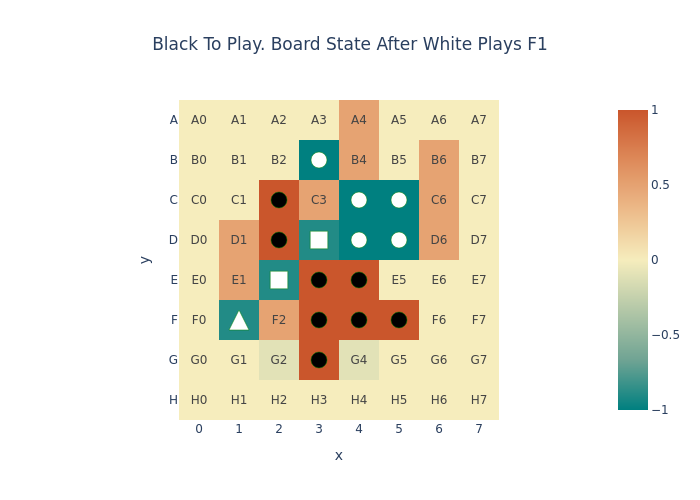 Black To Play. Board State After White Plays F1
A A0 A1 A2 A3 A4 A5 A6 A7
B B0 B1 B2 B4 B5 B6 B7
C C0 C1 C3 C6 C7
D D0 D1 D6 D7
E E0 E1 E5 E6 E7
F F0 F2 F6 F7
G G0 G1 G2 G4 G5 G6 G7
H H0 H1 H2 H3 H4 H5 H6 H7
0 1 2 3 4 5 6 7
x
y
1
0.5
0
−0.5
−1